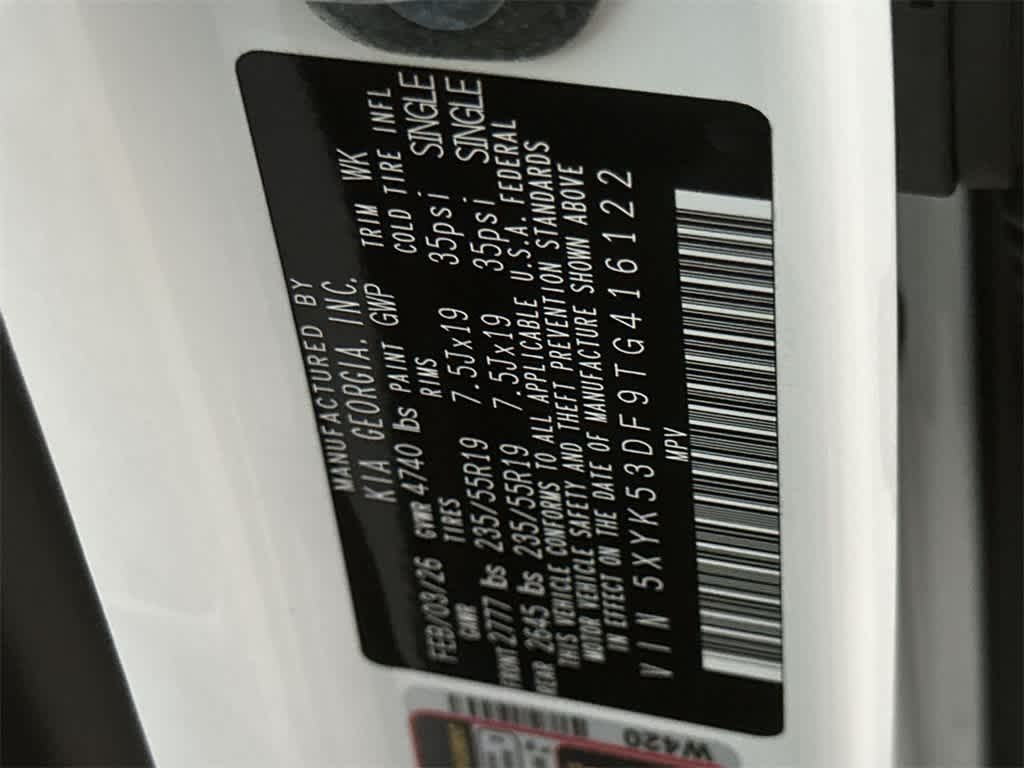 MANUFACTURED BY
KIA GEORGIA, INC.
FEB/03/26 GVWR 4740 lbs PAINT GWP TRIM WK
GAWR TIRES RIMS COLD TIRE INFL
FRONT 2777 lbs 235/55R19 7.5Jx19 35psi SINGLE
REAR 2645 lbs 235/55R19 7.5Jx19 35psi SINGLE
THIS VEHICLE CONFORMS TO ALL APPLICABLE U.S.A. FEDERAL
MOTOR VEHICLE SAFETY AND THEFT PREVENTION STANDARDS
IN EFFECT ON THE DATE OF MANUFACTURE SHOWN ABOVE
VIN 5XYK53DF9TG416122
MPV
W420